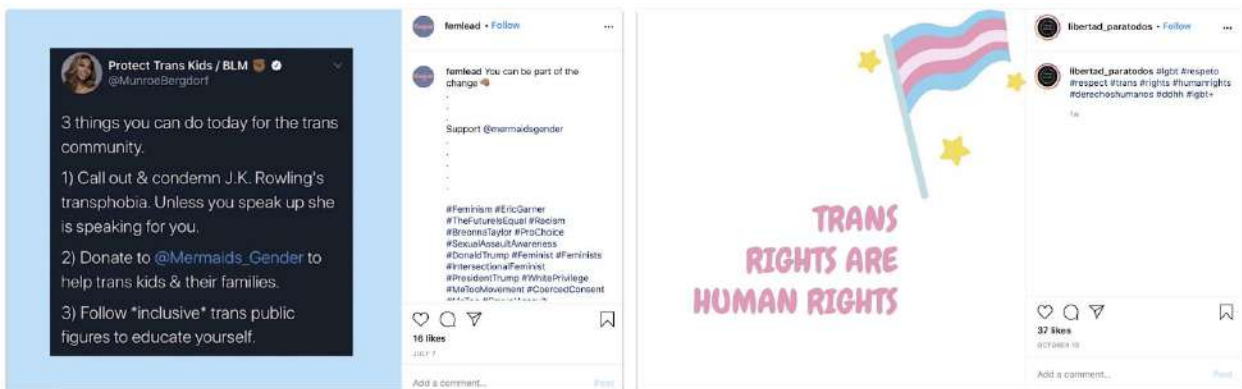 Protect Trans Kids / BLM
@MunroeBergdorf
3 things you can do today for the trans
community.
1) Call out & condemn J.K. Rowling's
transphobia. Unless you speak up she
is speaking for you.
2) Donate to @Mermaids_Gender to
help trans kids & their families.
3) Follow *inclusive* trans public
figures to educate yourself.
femlead • Follow
femlead You can be part of the
change
.
.
.
Support @mermaidsgender
.
.
.
.
.
#Feminism #EricGarner
#TheFutureIsEqual #Racism
#BreonnaTaylor #ProChoice
#SexualAssaultAwareness
#DonaldTrump #Feminist #Feminists
#IntersectionalFeminist
#PresidentTrump #WhitePrivilege
#MeTooMovement #CoercedConsent
16 likes
JULY 7
Add a comment...
Post
TRANS
RIGHTS ARE
HUMAN RIGHTS
libertad_paratodos • Follow
libertad_paratodos #lgbt #respeto
#respect #trans #rights #humanrights
#derechoshumanos #ddhh #lgbt+
37 likes
Add a comment...
Post